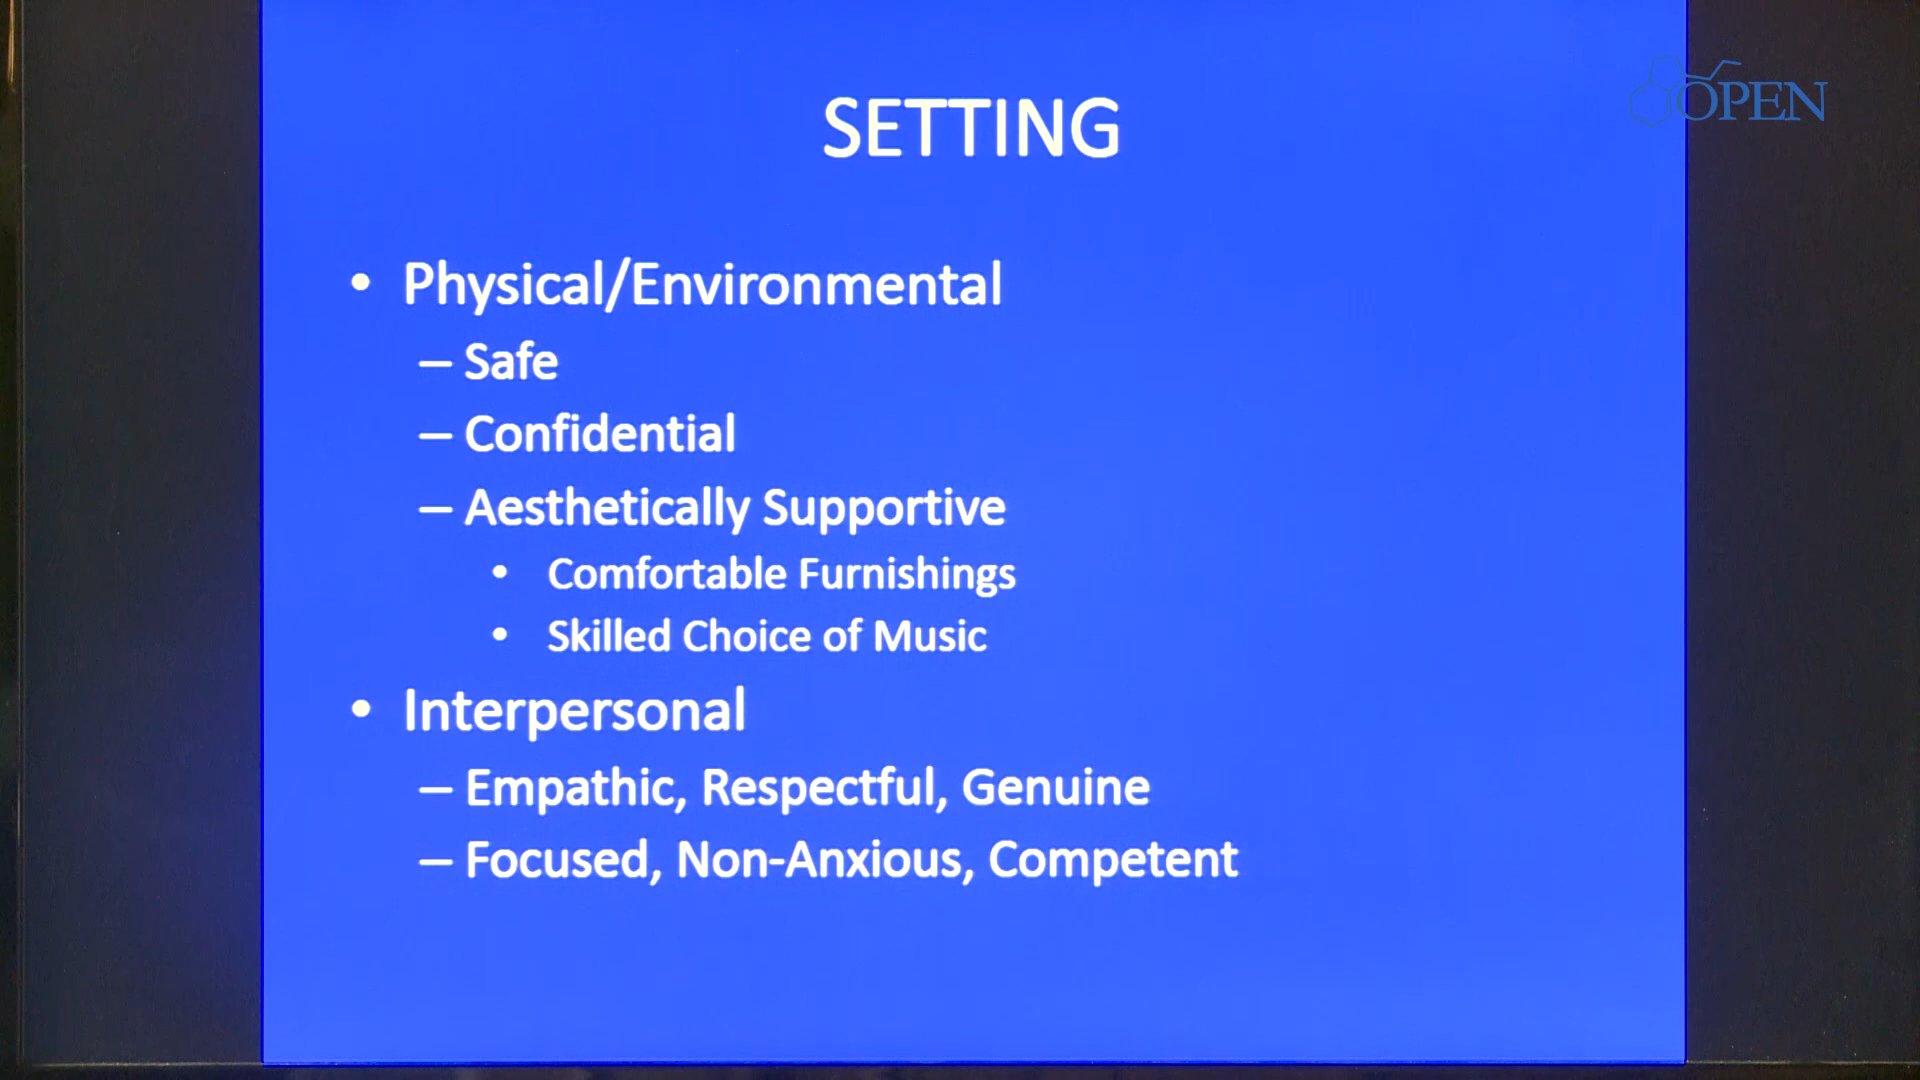 SETTING
OPEN
• Physical/Environmental
– Safe
– Confidential
– Aesthetically Supportive
• Comfortable Furnishings
• Skilled Choice of Music
• Interpersonal
– Empathic, Respectful, Genuine
– Focused, Non-Anxious, Competent